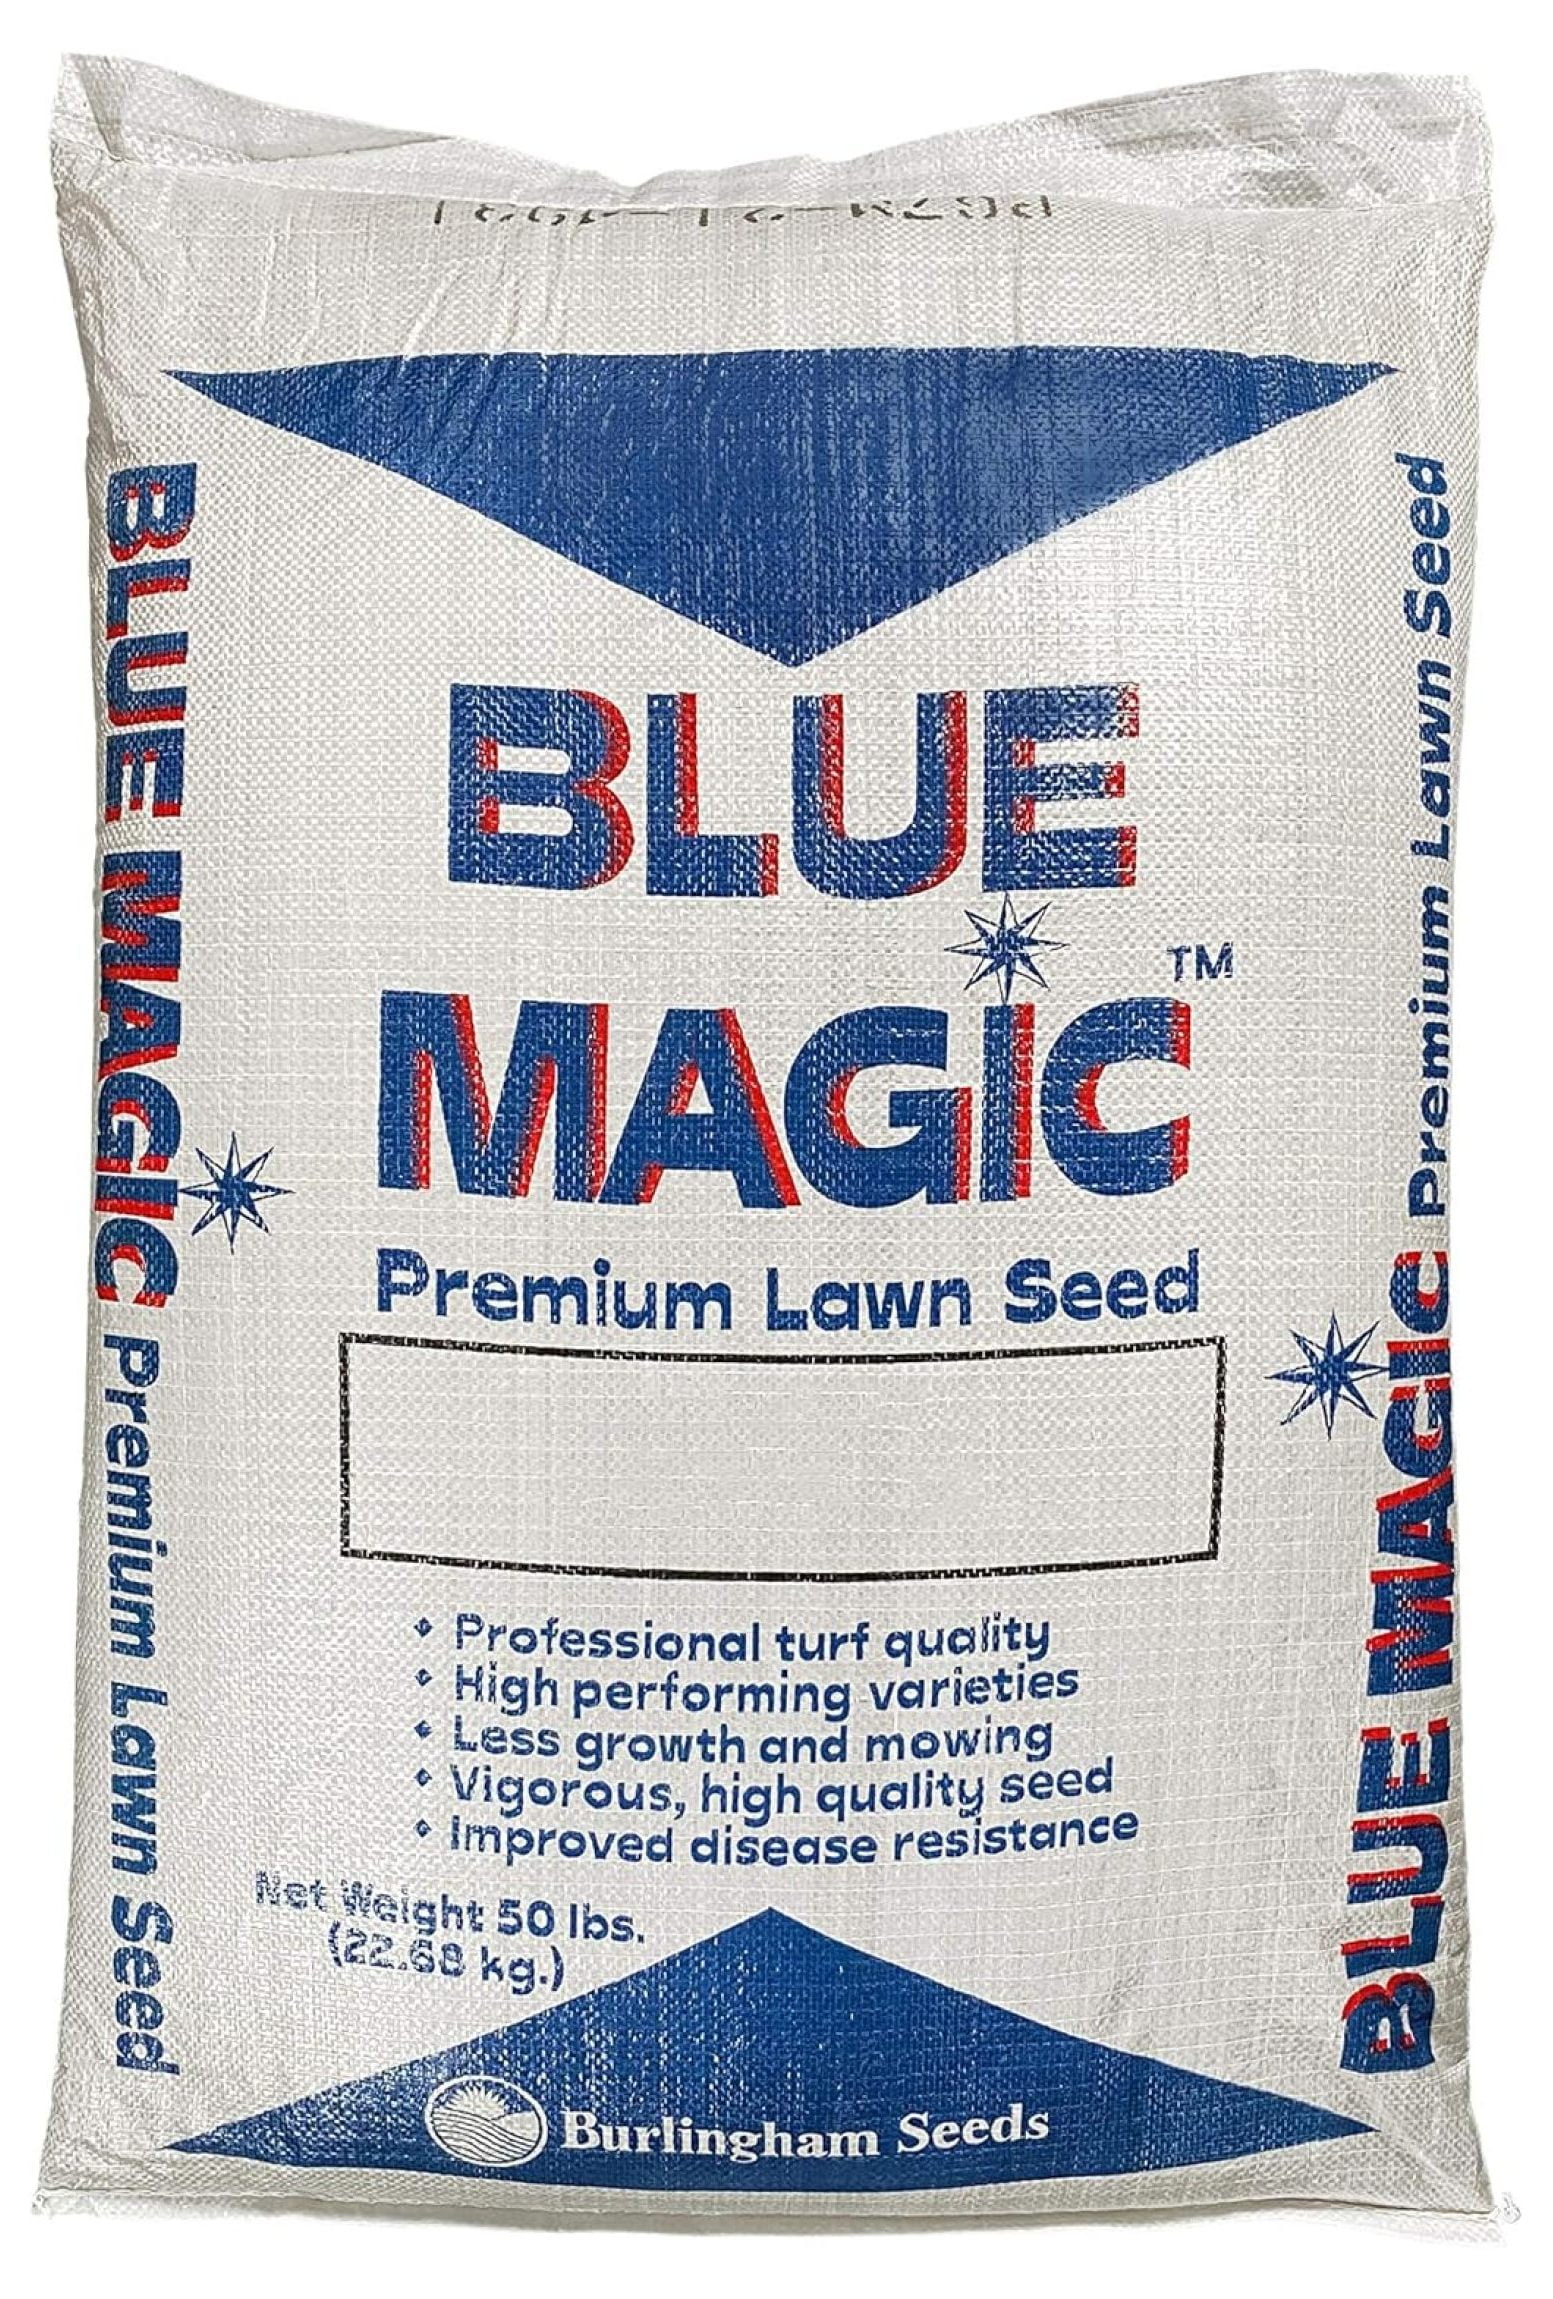 BLUE
MAGIC™
Premium Lawn Seed
• Professional turf quality
• High performing varieties
• Less growth and mowing
• Vigorous, high quality seed
• Improved disease resistance
Net Weight 50 lbs.
(22.68 kg.)
Burlingham Seeds
BLUE MAGIC Premium Lawn Seed
BLUE MAGIC Premium Lawn Seed